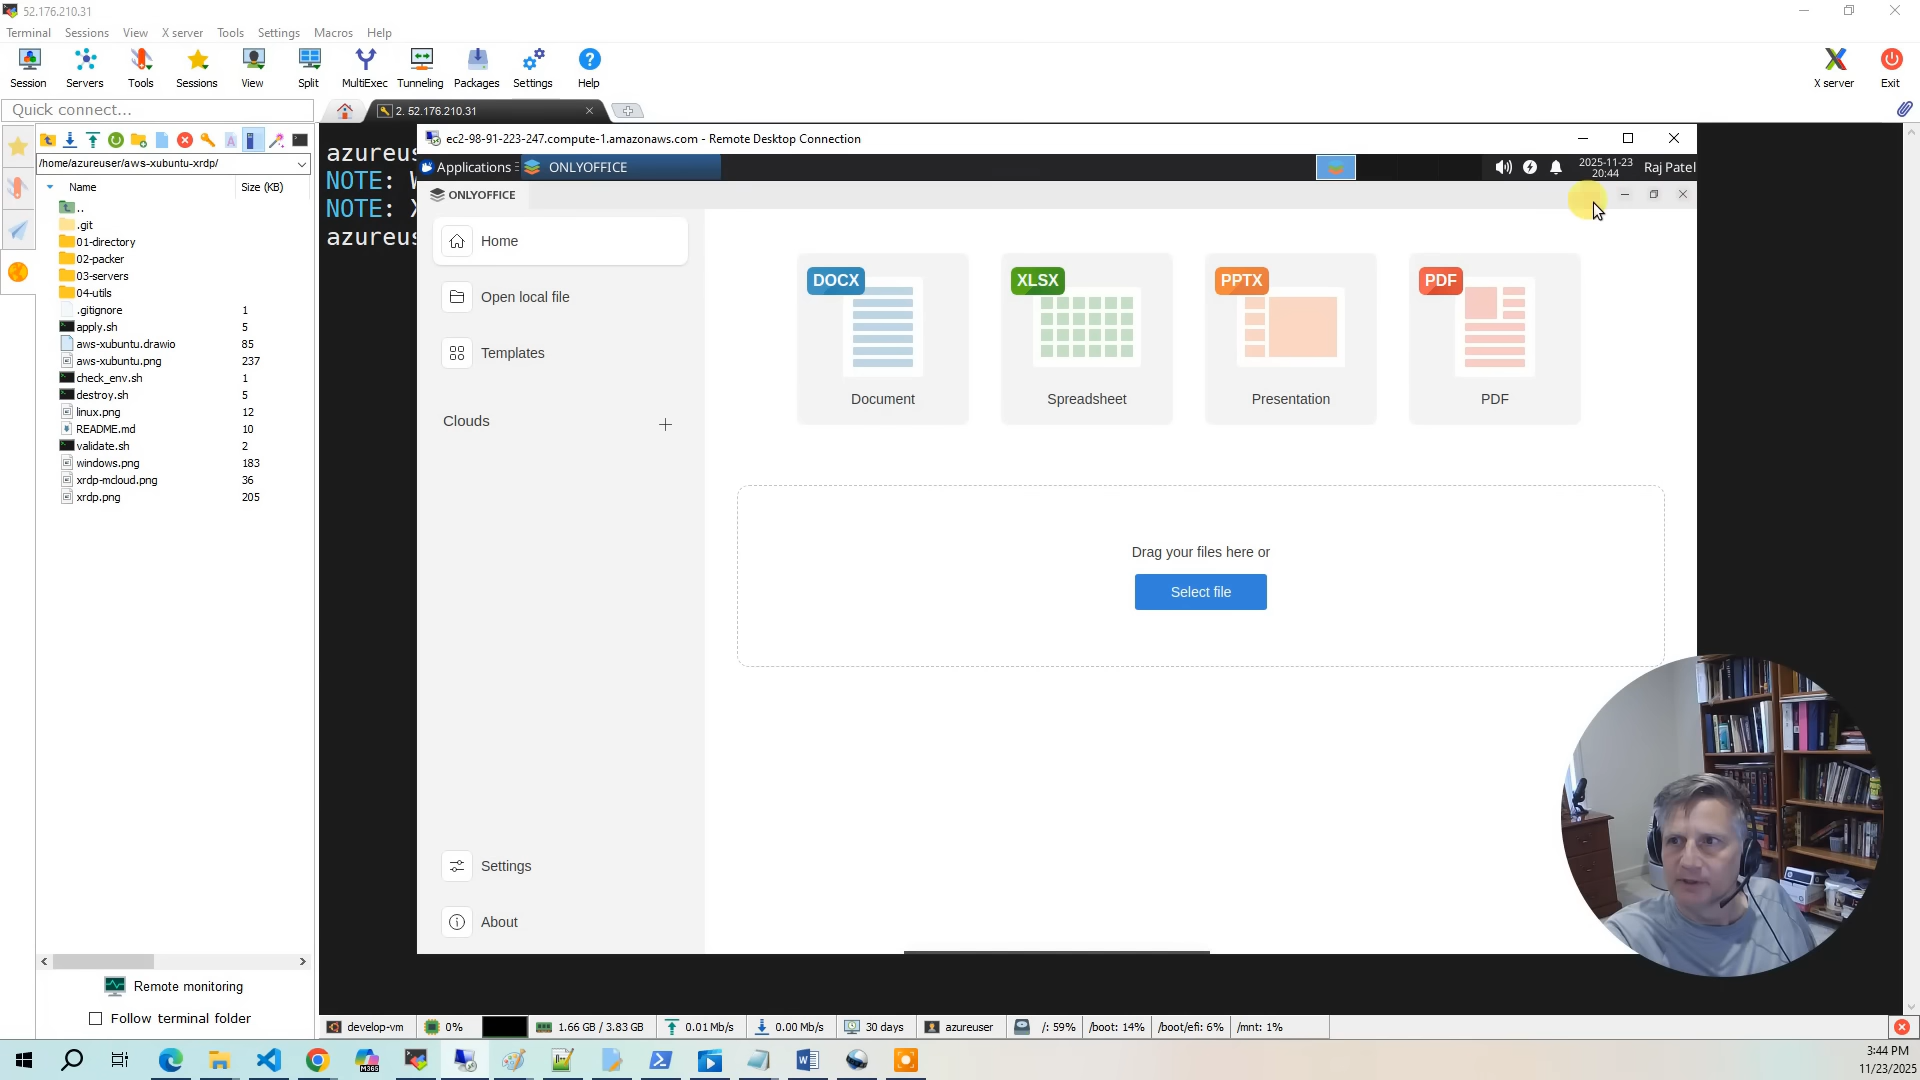 52.176.210.31
Terminal Sessions View X server Tools Settings Macros Help
Session Servers Tools Sessions View Split MultiExec Tunneling Packages Settings Help X server Exit
Quick connect...
2. 52.176.210.31
/home/azureuser/aws-xubuntu-xrdp/
Name Size (KB)
..
.git
01-directory
02-packer
03-servers
04-utils
.gitignore 1
apply.sh 5
aws-xubuntu.drawio 85
aws-xubuntu.png 237
check_env.sh 1
destroy.sh 5
linux.png 12
README.md 10
validate.sh 2
windows.png 183
xrdp-mcloud.png 36
xrdp.png 205
Remote monitoring
Follow terminal folder
azureus
NOTE:
NOTE:
azureus
ec2-98-91-223-247.compute-1.amazonaws.com - Remote Desktop Connection
Applications ONLYOFFICE
2025-11-23
20:44
Raj Patel
ONLYOFFICE
Home
Open local file
Templates
Clouds
Settings
About
DOCX
Document
XLSX
Spreadsheet
PPTX
Presentation
PDF
PDF
Drag your files here or
Select file
develop-vm 0% 1.66 GB / 3.83 GB 0.01 Mb/s 0.00 Mb/s 30 days azureuser /: 59% /boot: 14% /boot/efi: 6% /mnt: 1%
M365
3:44 PM
11/23/2025